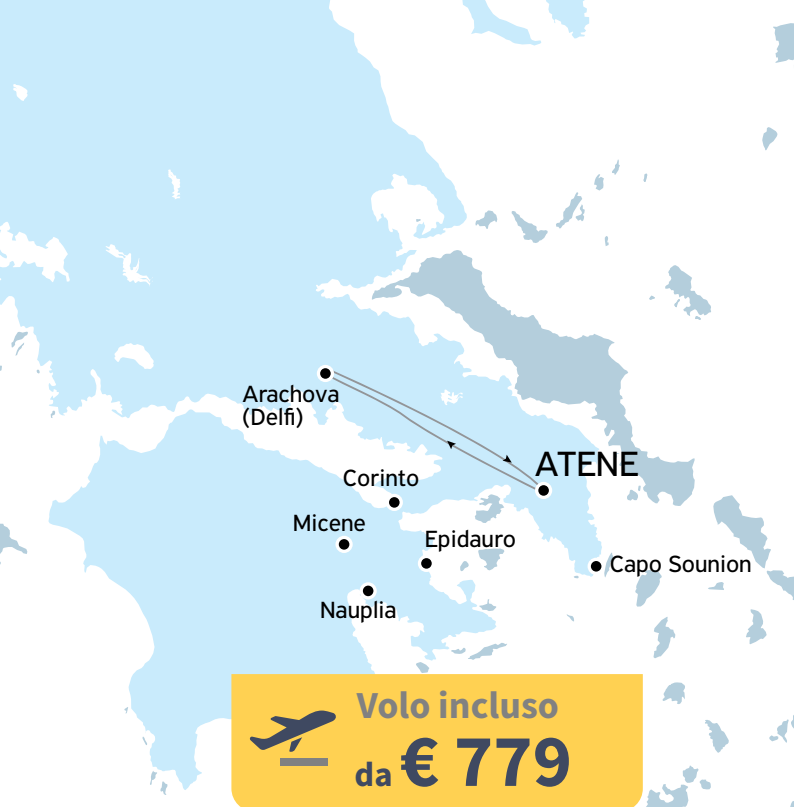 Arachova
(Delfi)
ATENE
Corinto
Micene
Epidauro
Capo Sounion
Nauplia
Volo incluso
da € 779